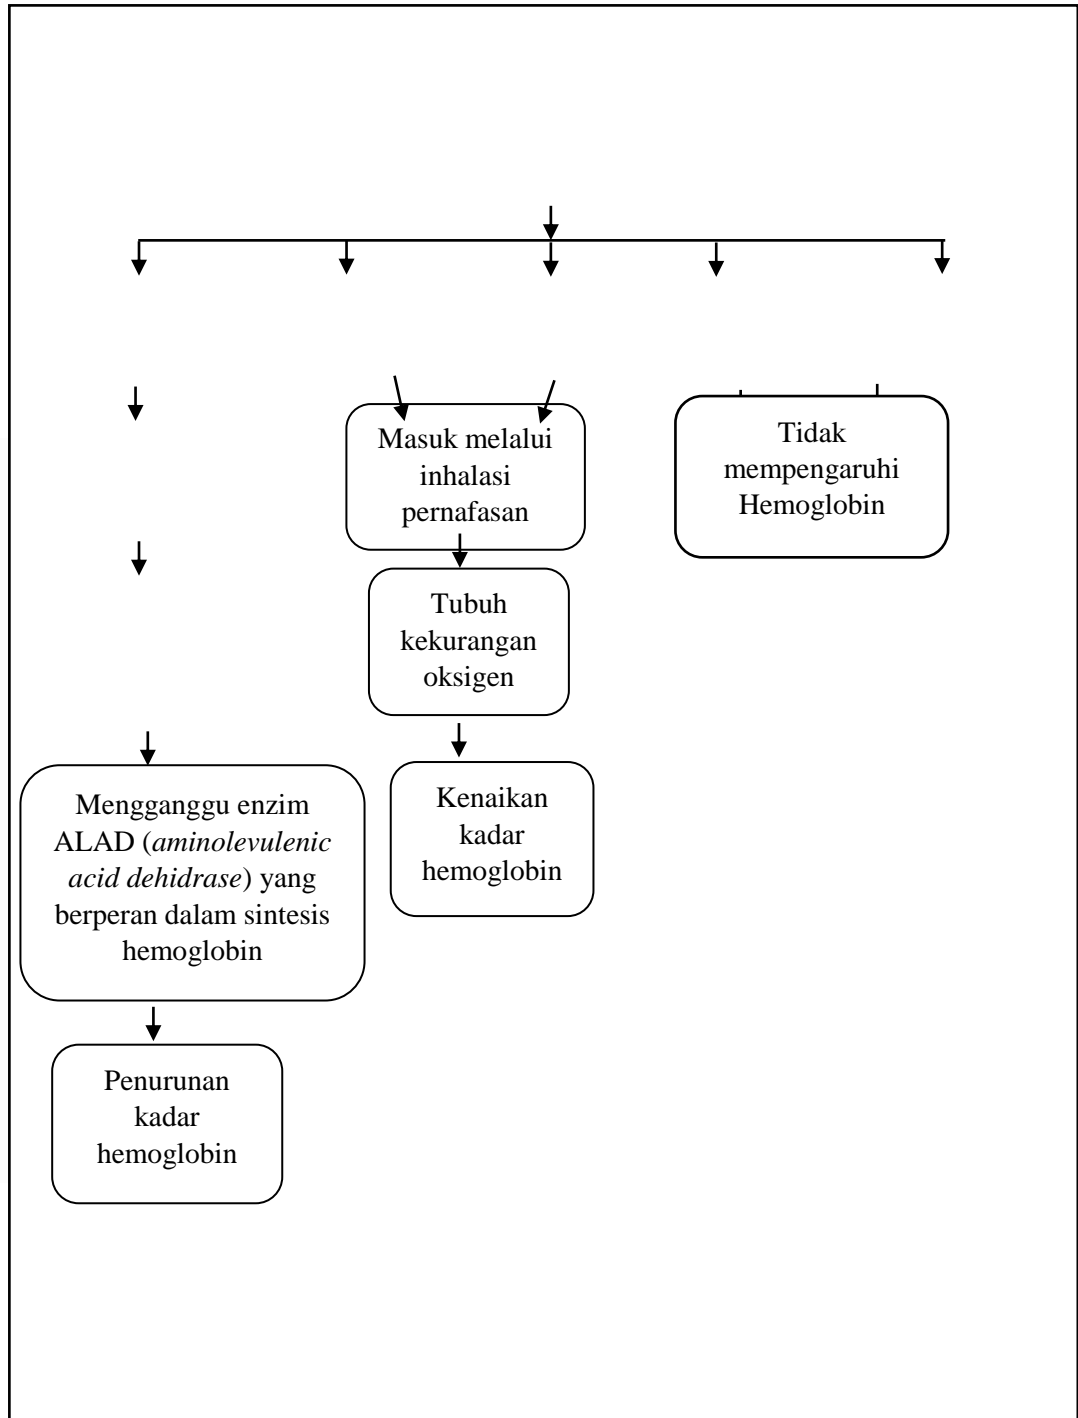 Masuk melalui
inhalasi
pernafasan
Tidak
mempengaruhi
Hemoglobin
Tubuh
kekurangan
oksigen
Mengganggu enzim
ALAD (aminolevulenic
acid dehidrase) yang
berperan dalam sintesis
hemoglobin
Kenaikan
kadar
hemoglobin
Penurunan
kadar
hemoglobin